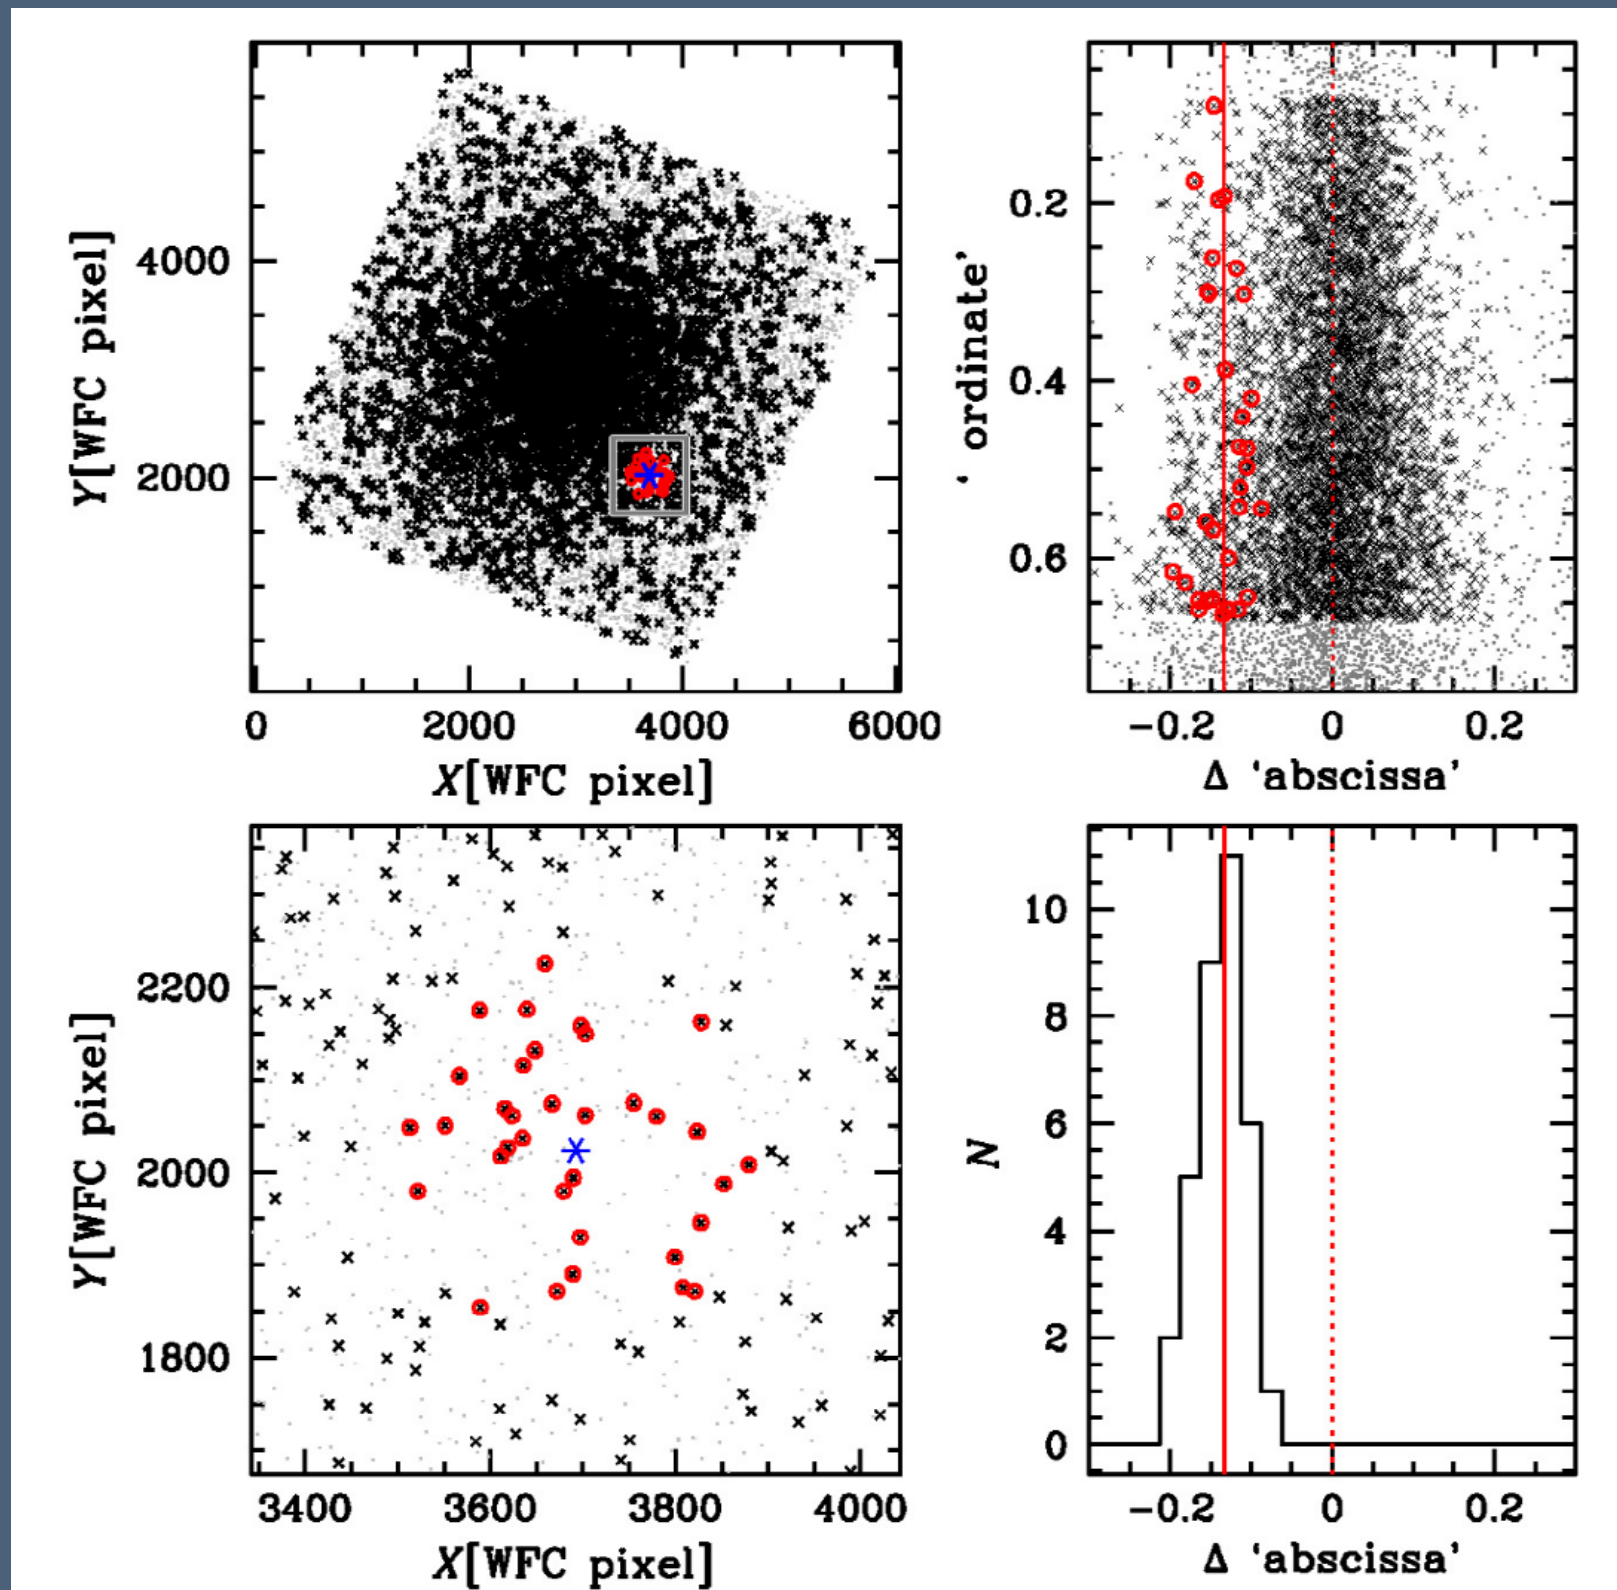 4000
2000
Y[WFC pixel]
0 2000 4000 6000
X[WFC pixel]
0.2
0.4
0.6
‘ ordinate’
−0.2 0 0.2
Δ ‘abscissa’
2200
2000
1800
Y[WFC pixel]
3400 3600 3800 4000
X[WFC pixel]
10
8
6
4
2
0
N
−0.2 0 0.2
Δ ‘abscissa’